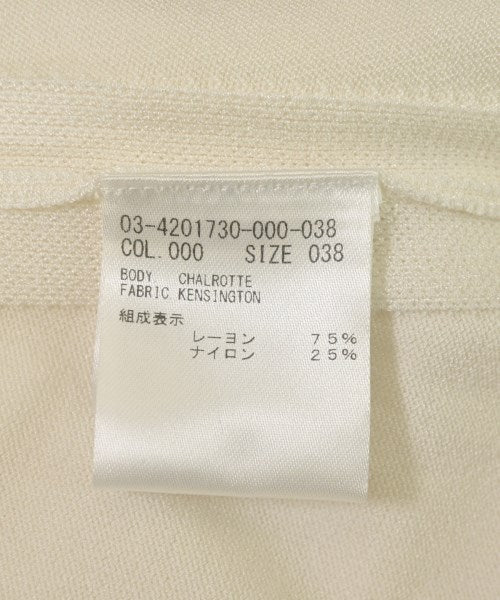 03-4201730-000-038
COL.000 SIZE 038
BODY CHALROTTE
FABRIC KENSINGTON
組成表示
レーヨン 75%
ナイロン 25%